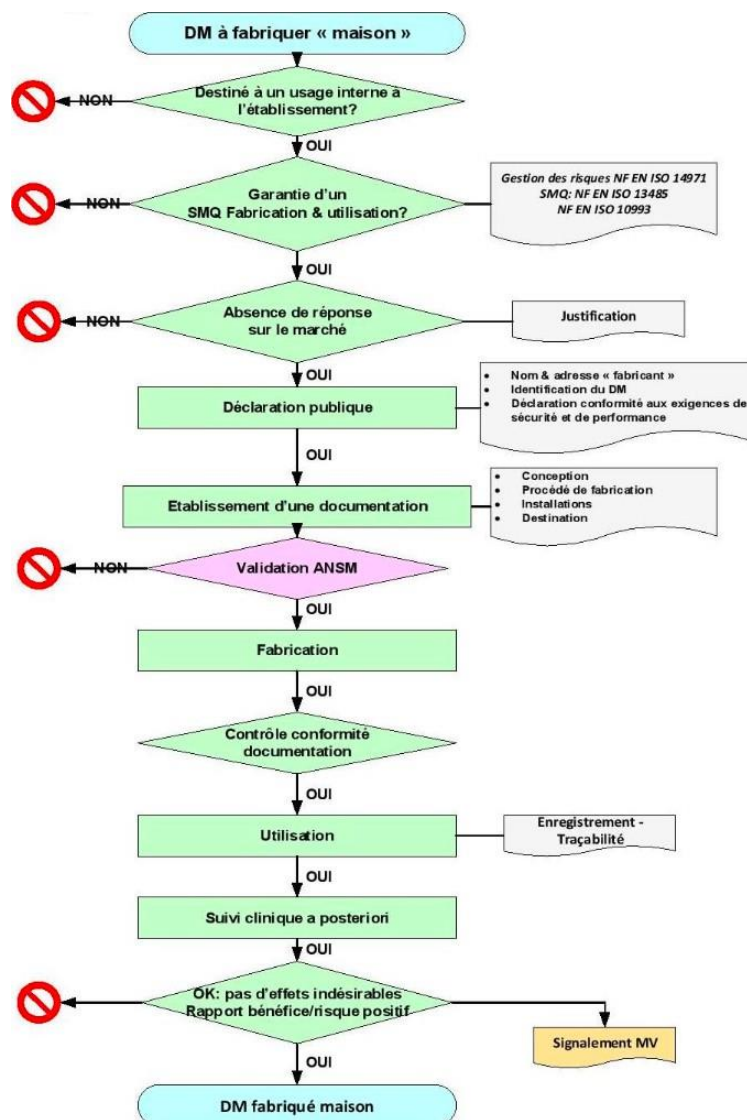 DM à fabriquer « maison »
Destiné à un usage interne à
l'établissement?
NON
OUI
Garantie d'un
SMQ Fabrication & utilisation?
NON
Gestion des risques NF EN ISO 14971
SMQ: NF EN ISO 13485
NF EN ISO 10993
OUI
Absence de réponse
sur le marché
NON
Justification
OUI
Déclaration publique
• Nom & adresse « fabricant »
• Identification du DM
• Déclaration conformité aux exigences de
sécurité et de performance
OUI
Etablissement d'une documentation
• Conception
• Procédé de fabrication
• Installations
• Destination
NON
Validation ANSM
OUI
Fabrication
OUI
Contrôle conformité
documentation
OUI
Utilisation
Enregistrement -
Traçabilité
OUI
Suivi clinique a posteriori
OUI
OK: pas d'effets indésirables
Rapport bénéfice/risque positif
Signalement MV
OUI
DM fabriqué maison